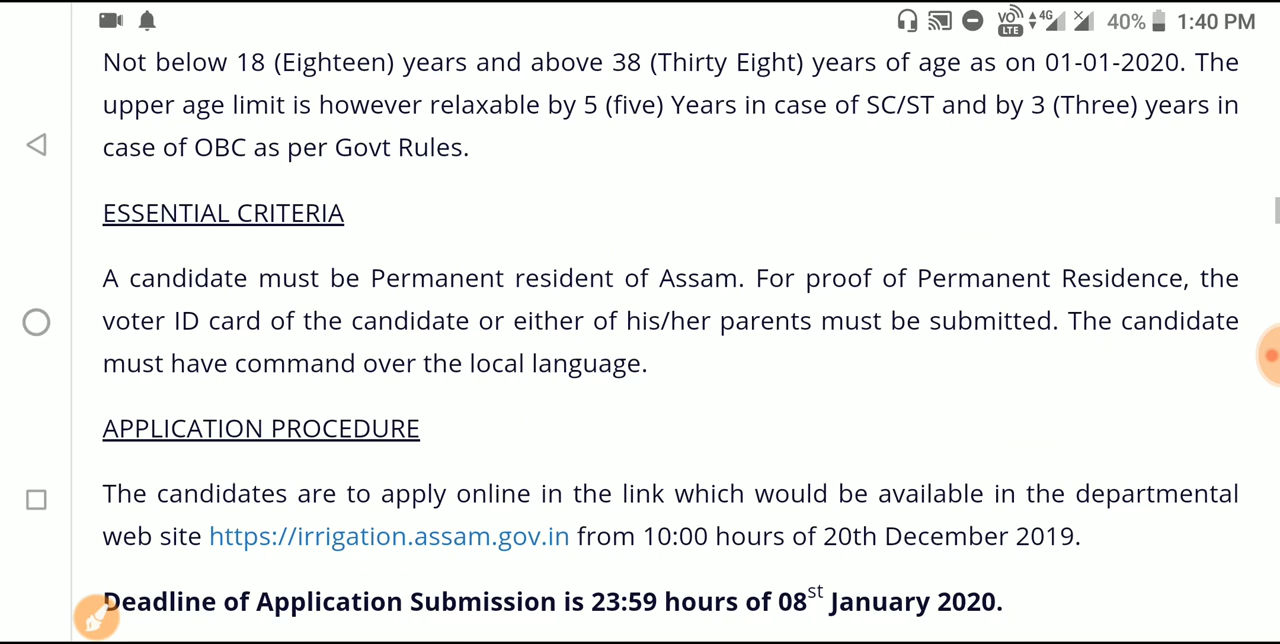 VO 4G 40% 1:40 PM
LTE
Not below 18 (Eighteen) years and above 38 (Thirty Eight) years of age as on 01-01-2020. The
upper age limit is however relaxable by 5 (five) Years in case of SC/ST and by 3 (Three) years in
case of OBC as per Govt Rules.
ESSENTIAL CRITERIA
A candidate must be Permanent resident of Assam. For proof of Permanent Residence, the
voter ID card of the candidate or either of his/her parents must be submitted. The candidate
must have command over the local language.
APPLICATION PROCEDURE
The candidates are to apply online in the link which would be available in the departmental
web site https://irrigation.assam.gov.in from 10:00 hours of 20th December 2019.
Deadline of Application Submission is 23:59 hours of 08st January 2020.